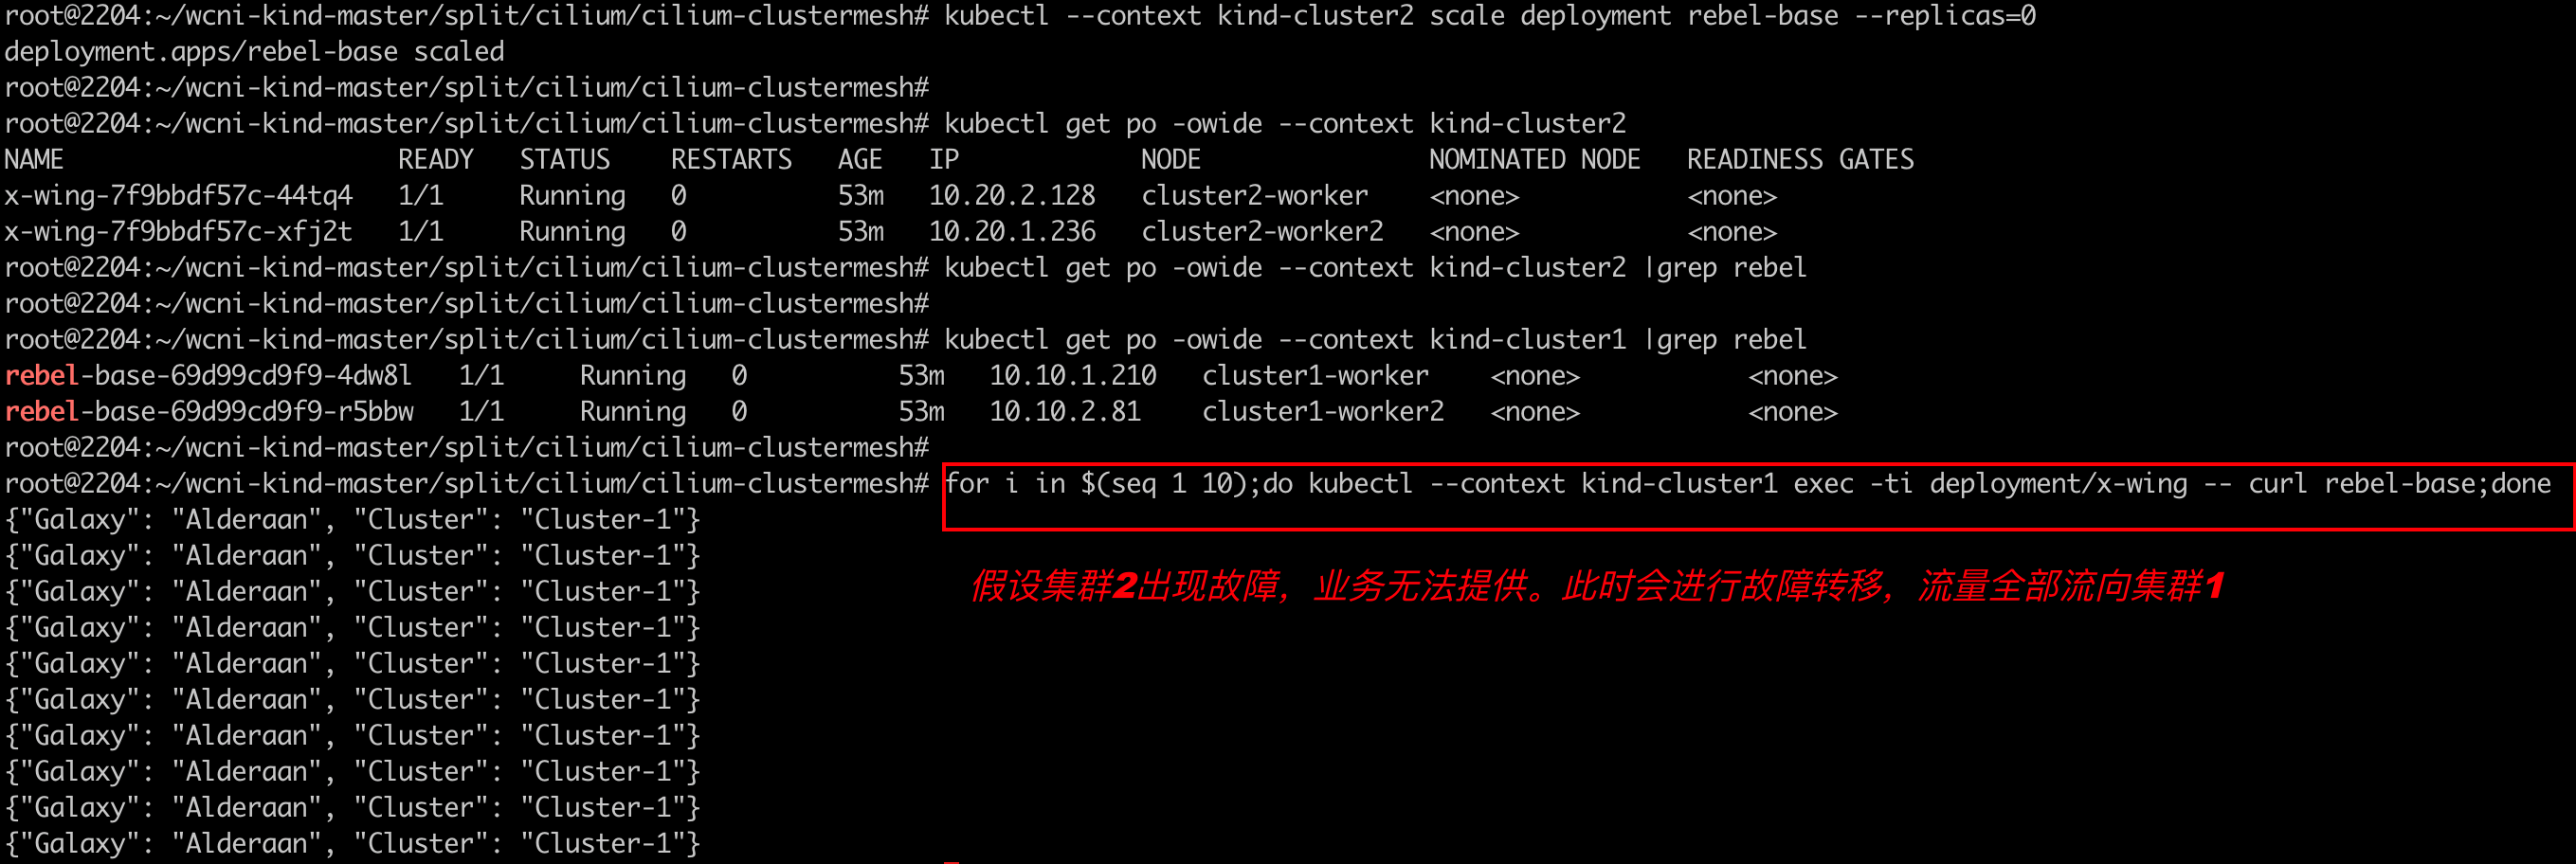 root@2204:~/wcni-kind-master/split/cilium/cilium-clustermesh# kubectl --context kind-cluster2 scale deployment rebel-base --replicas=0
deployment.apps/rebel-base scaled
root@2204:~/wcni-kind-master/split/cilium/cilium-clustermesh#
root@2204:~/wcni-kind-master/split/cilium/cilium-clustermesh# kubectl get po -owide --context kind-cluster2
NAME READY STATUS RESTARTS AGE IP NODE NOMINATED NODE READINESS GATES
x-wing-7f9bbdf57c-44tq4 1/1 Running 0 53m 10.20.2.128 cluster2-worker <none> <none>
x-wing-7f9bbdf57c-xfj2t 1/1 Running 0 53m 10.20.1.236 cluster2-worker2 <none> <none>
root@2204:~/wcni-kind-master/split/cilium/cilium-clustermesh# kubectl get po -owide --context kind-cluster2 |grep rebel
root@2204:~/wcni-kind-master/split/cilium/cilium-clustermesh#
root@2204:~/wcni-kind-master/split/cilium/cilium-clustermesh# kubectl get po -owide --context kind-cluster1 |grep rebel
rebel-base-69d99cd9f9-4dw8l 1/1 Running 0 53m 10.10.1.210 cluster1-worker <none> <none>
rebel-base-69d99cd9f9-r5bbw 1/1 Running 0 53m 10.10.2.81 cluster1-worker2 <none> <none>
root@2204:~/wcni-kind-master/split/cilium/cilium-clustermesh#
root@2204:~/wcni-kind-master/split/cilium/cilium-clustermesh# for i in $(seq 1 10);do kubectl --context kind-cluster1 exec -ti deployment/x-wing -- curl rebel-base;done
{"Galaxy": "Alderaan", "Cluster": "Cluster-1"}
{"Galaxy": "Alderaan", "Cluster": "Cluster-1"}
{"Galaxy": "Alderaan", "Cluster": "Cluster-1"}
假设集群2出现故障，业务无法提供。此时会进行故障转移，流量全部流向集群1
{"Galaxy": "Alderaan", "Cluster": "Cluster-1"}
{"Galaxy": "Alderaan", "Cluster": "Cluster-1"}
{"Galaxy": "Alderaan", "Cluster": "Cluster-1"}
{"Galaxy": "Alderaan", "Cluster": "Cluster-1"}
{"Galaxy": "Alderaan", "Cluster": "Cluster-1"}
{"Galaxy": "Alderaan", "Cluster": "Cluster-1"}
{"Galaxy": "Alderaan", "Cluster": "Cluster-1"}